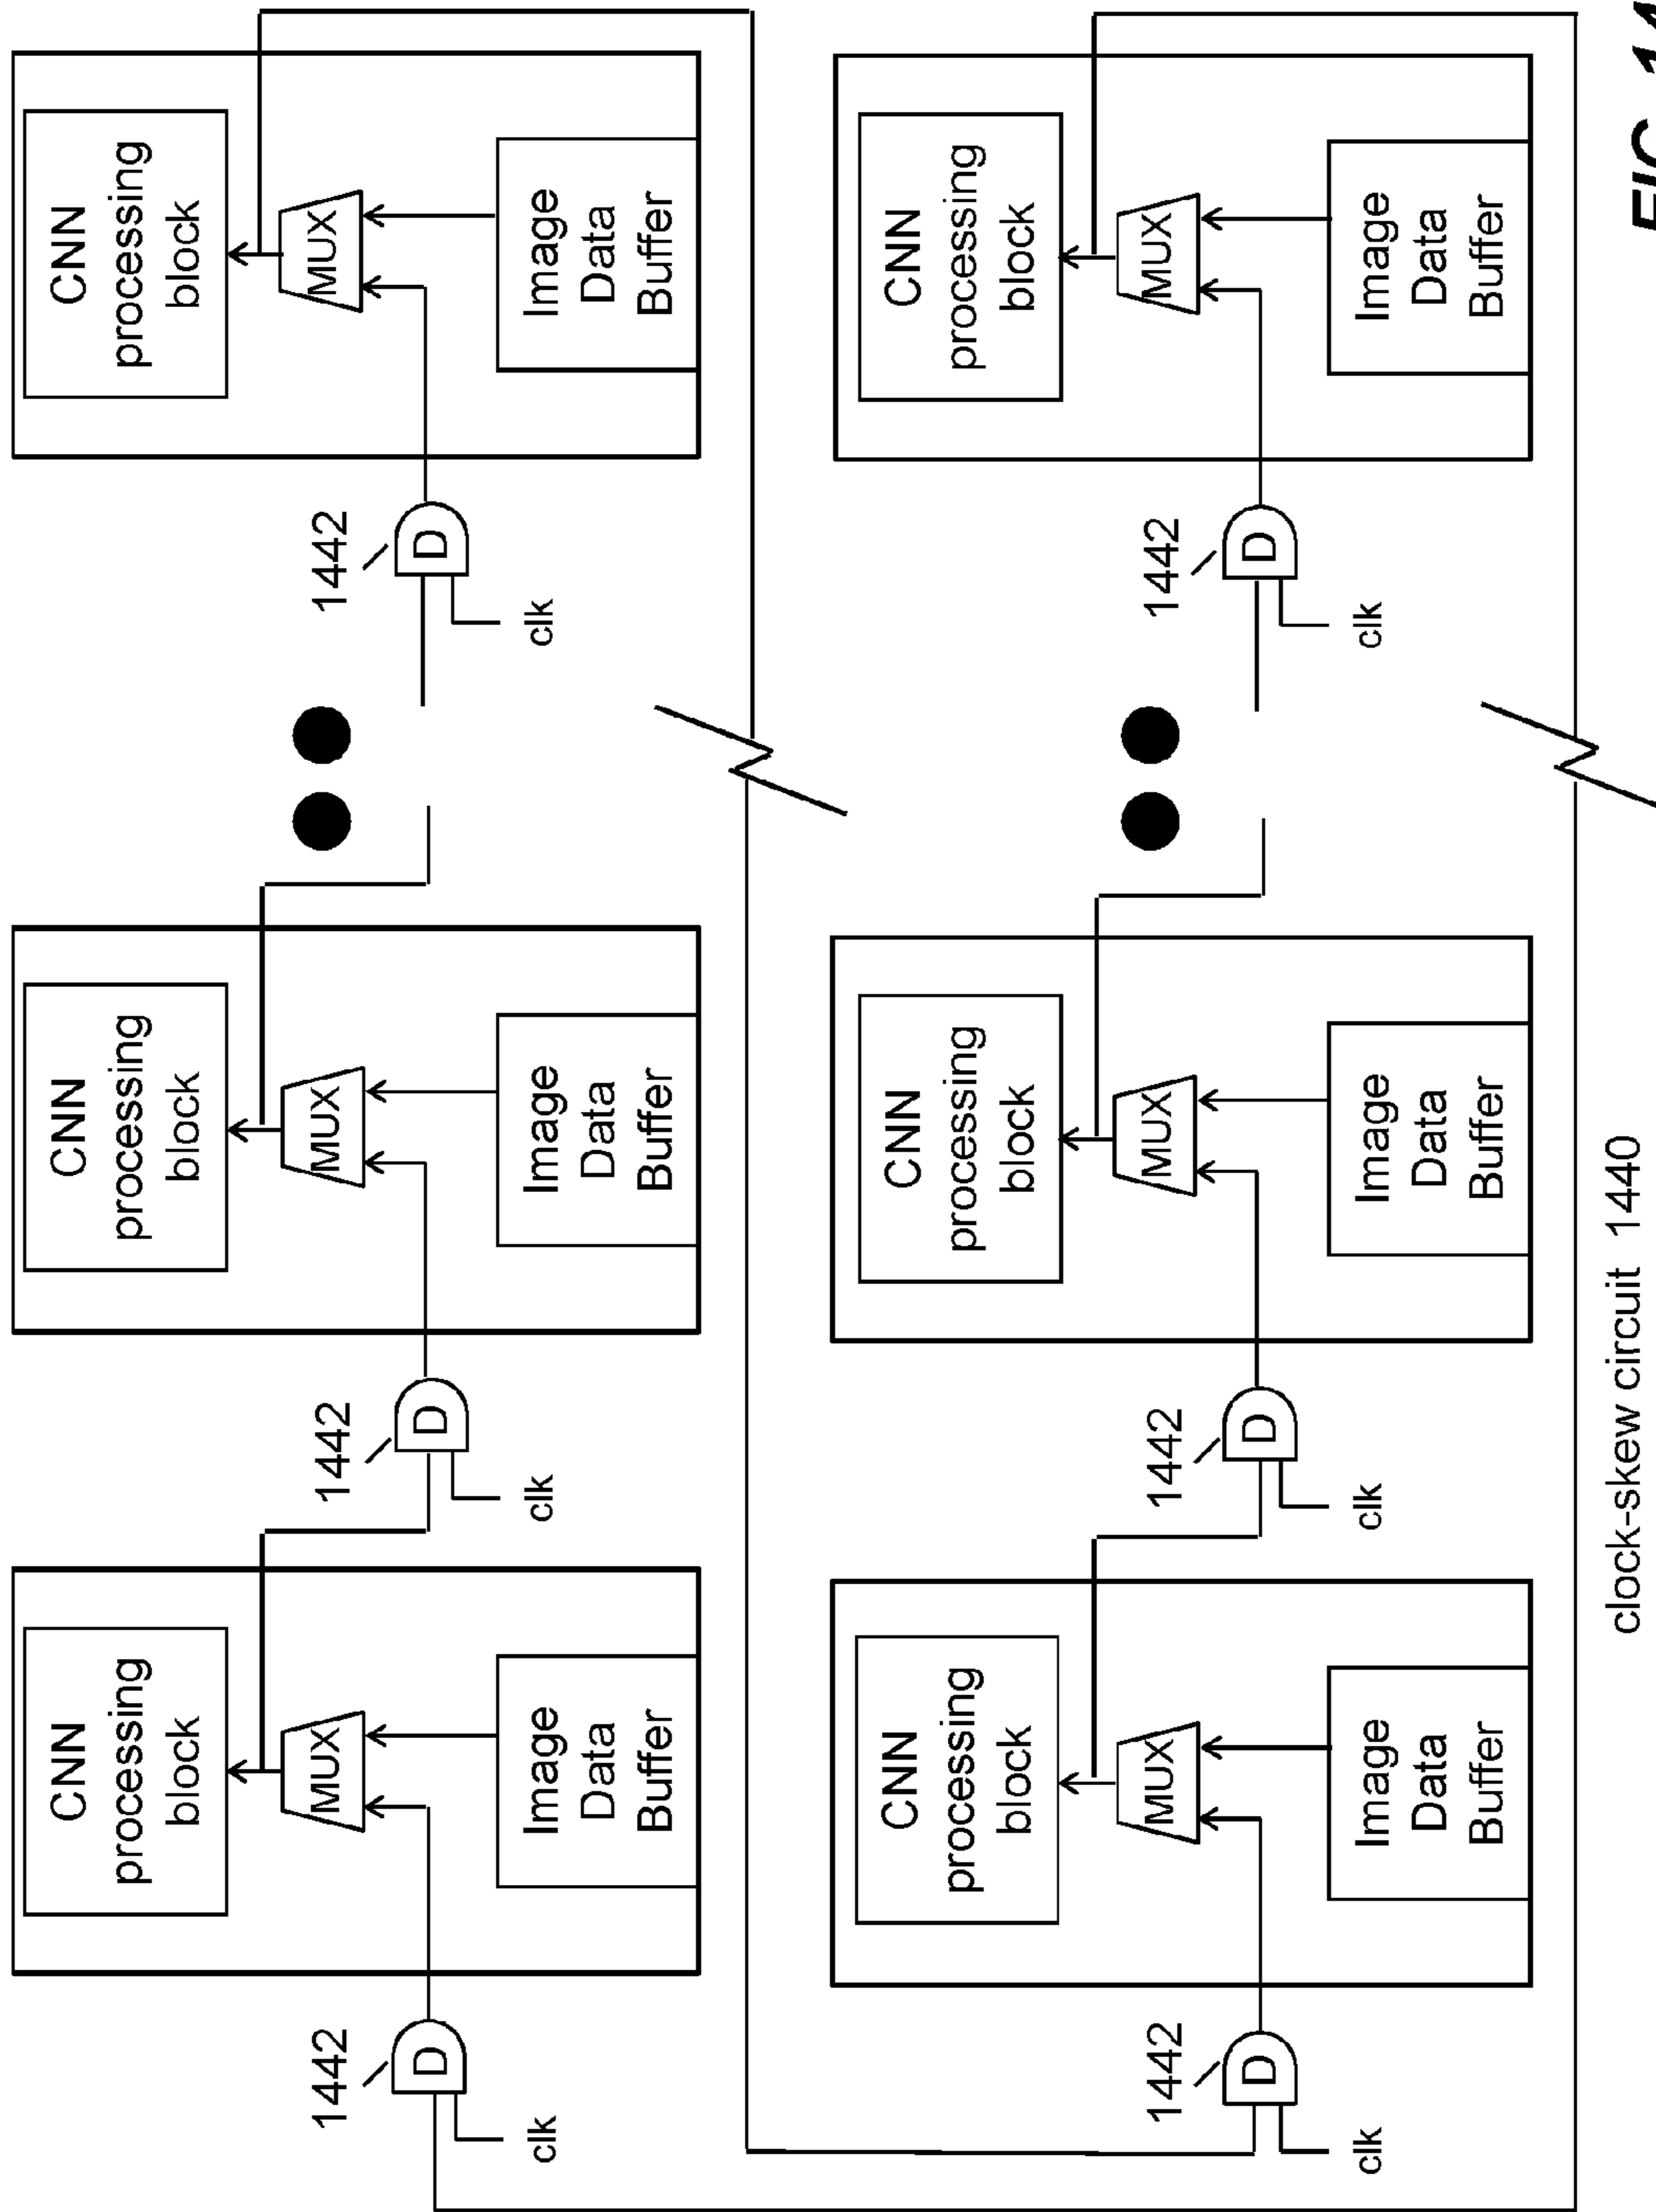 CNN
processing
block
CNN
processing
block
CNN
processing
block
1442
MUX
1442
MUX
1442
MUX
D
D
D
clk
Image
Data
Buffer
clk
Image
Data
Buffer
clk
Image
Data
Buffer
CNN
processing
block
CNN
processing
block
CNN
processing
block
1442
MUX
1442
MUX
1442
MUX
D
D
D
clk
Image
Data
Buffer
clk
Image
Data
Buffer
clk
Image
Data
Buffer
clock-skew circuit 1440
FIG